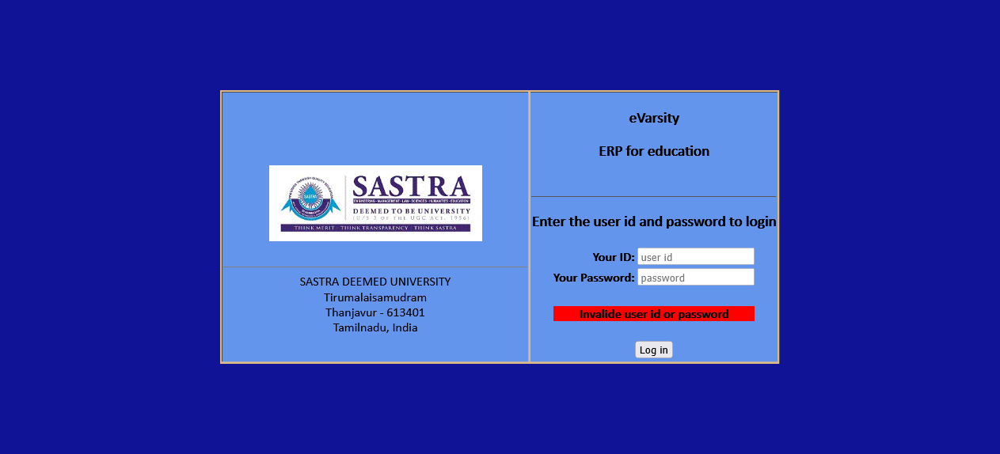 SASTRA
SASTRA
ENGINEERING · MANAGEMENT · LAW · SCIENCES · HUMANITIES · EDUCATION
DEEMED TO BE UNIVERSITY
(U/S 3 OF THE UGC ACT, 1956)
THINK MERIT · THINK TRANSPARENCY · THINK SASTRA
SASTRA DEEMED UNIVERSITY
Tirumalaisamudram
Thanjavur - 613401
Tamilnadu, India
eVarsity
ERP for education
Enter the user id and password to login
Your ID: user id
Your Password: password
Invalide user id or password
Log in